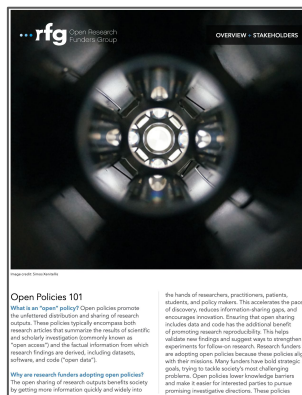 rfg Open Research
Funders Group
OVERVIEW + STAKEHOLDERS
Open Policies 101
What is an "open" policy? Open policies promote
the unfettered distribution and sharing of research
outputs. These policies typically encompass both
research articles that summarize the results of scientific
and scholarly investigation (commonly known as
"open access") and the factual information from which
research findings are derived, including datasets,
software, and code ("open data").
Why are research funders adopting open policies?
The open sharing of research outputs benefits society
by getting more information quickly and widely into
the hands of researchers, practitioners, patients,
students, and policy makers. This accelerates the pace
of discovery, reduces information-sharing gaps, and
encourages innovation. Ensuring that open sharing
includes data and code has the additional benefit
of promoting research reproducibility. This helps
validate new findings and suggest ways to strengthen
experiments for follow-on research. Research funders
are adopting open policies because these policies alig
with their missions. Many funders have bold strategic
goals, trying to tackle society's most challenging
problems. Open policies lower knowledge barriers
and make it easier for interested parties to pursue
promising investigative directions. These policies